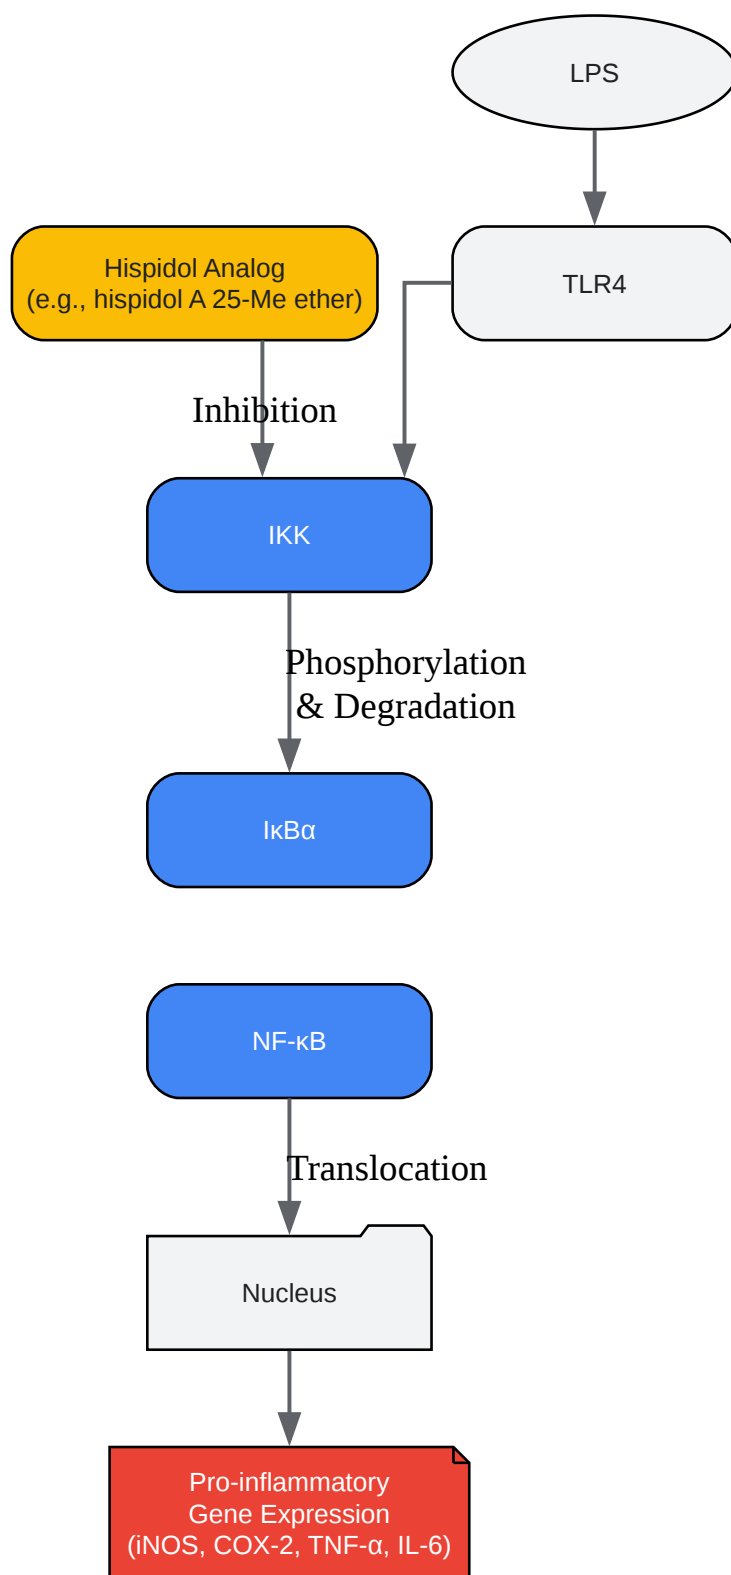 LPS
Hispidol Analog
(e.g., hispidol A 25-Me ether)
TLR4
Inhibition
IKK
Phosphorylation
& Degradation
IκBα
NF-κB
Translocation
Nucleus
Pro-inflammatory
Gene Expression
(iNOS, COX-2, TNF-α, IL-6)